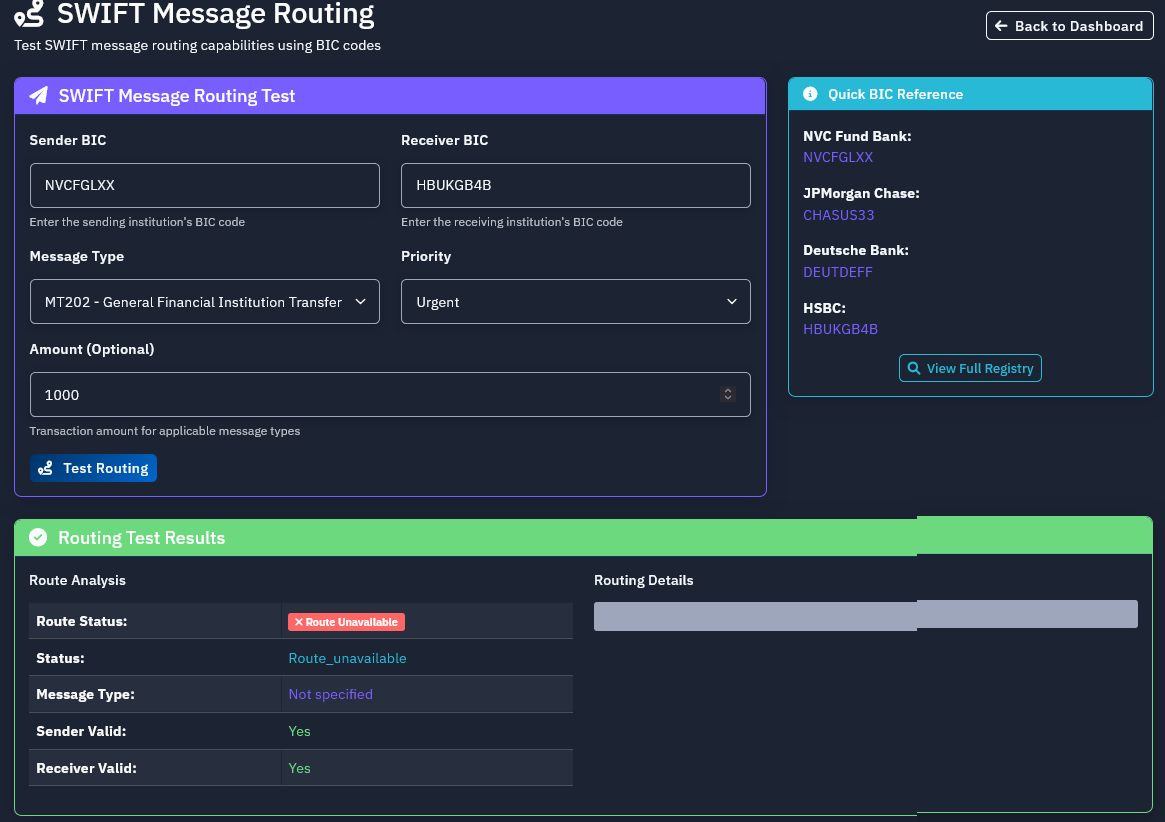 SWIFT Message Routing
Test SWIFT message routing capabilities using BIC codes
Back to Dashboard
SWIFT Message Routing Test
Sender BIC
NVCFGLXX
Enter the sending institution's BIC code
Receiver BIC
HBUKGB4B
Enter the receiving institution's BIC code
Message Type
MT202 - General Financial Institution Transfer
Priority
Urgent
Amount (Optional)
1000
Transaction amount for applicable message types
Test Routing
Quick BIC Reference
NVC Fund Bank:
NVCFGLXX
JPMorgan Chase:
CHASUS33
Deutsche Bank:
DEUTDEFF
HSBC:
HBUKGB4B
View Full Registry
Routing Test Results
Route Analysis
Route Status: Route Unavailable
Status: Route_unavailable
Message Type: Not specified
Sender Valid: Yes
Receiver Valid: Yes
Routing Details